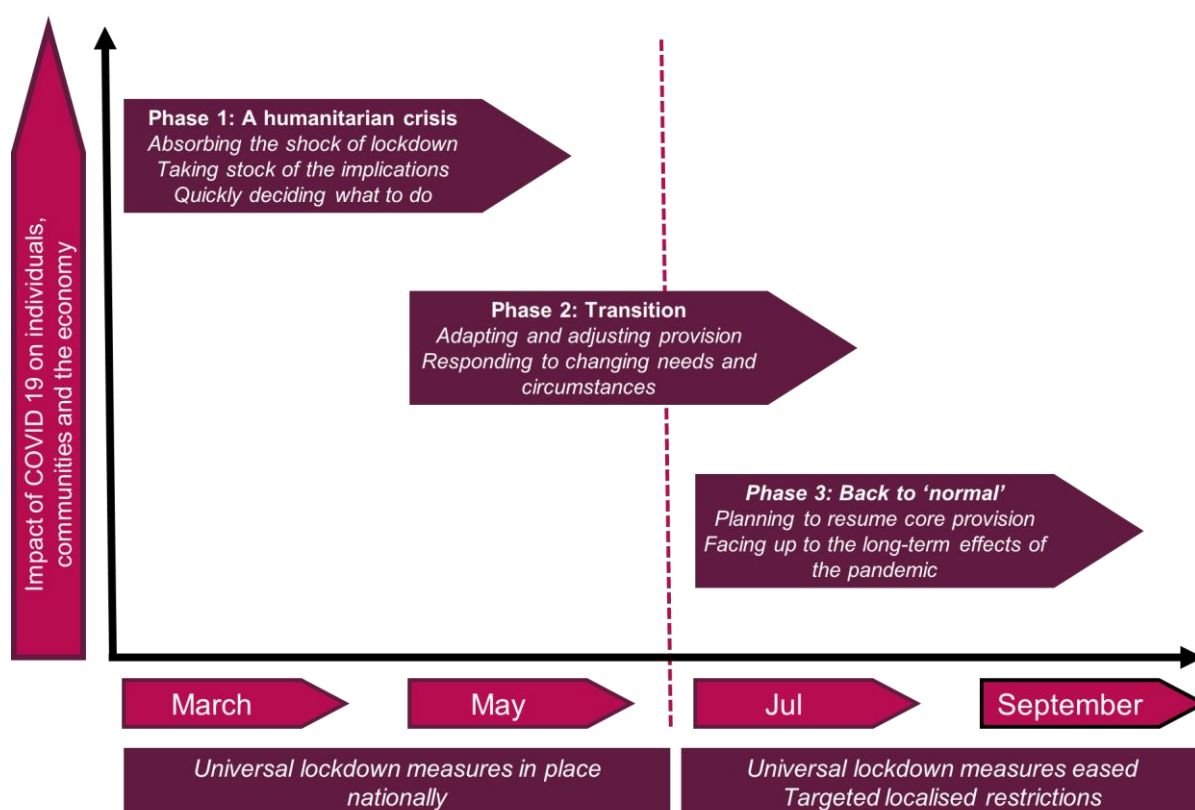 Impact of COVID 19 on individuals,
communities and the economy
Phase 1: A humanitarian crisis
Absorbing the shock of lockdown
Taking stock of the implications
Quickly deciding what to do
Phase 2: Transition
Adapting and adjusting provision
Responding to changing needs and
circumstances
Phase 3: Back to ‘normal’
Planning to resume core provision
Facing up to the long-term effects of
the pandemic
March
May
Jul
September
Universal lockdown measures in place
nationally
Universal lockdown measures eased
Targeted localised restrictions